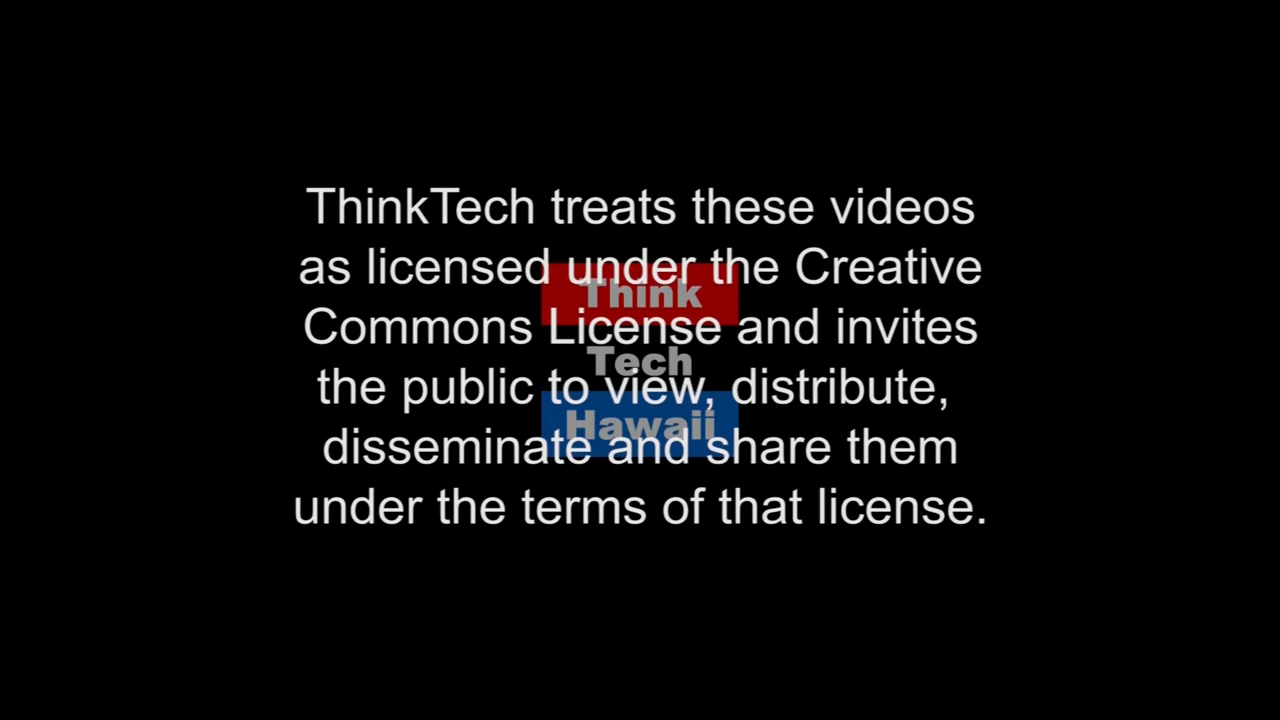 ThinkTech treats these videos
as licensed under the Creative
Think
Commons License and invites
Tech
the public to view, distribute,
Hawaii
disseminate and share them
under the terms of that license.